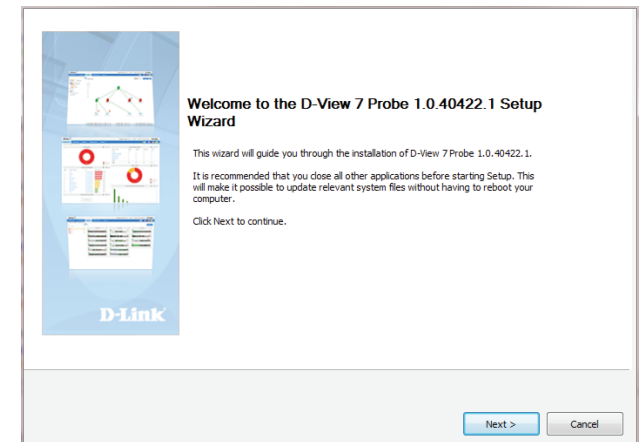 Welcome to the D-View 7 Probe 1.0.40422.1 Setup
Wizard
This wizard will guide you through the installation of D-View 7 Probe 1.0.40422.1.
It is recommended that you close all other applications before starting Setup. This
will make it possible to update relevant system files without having to reboot your
computer.
Click Next to continue.
D-Link
Next >
Cancel